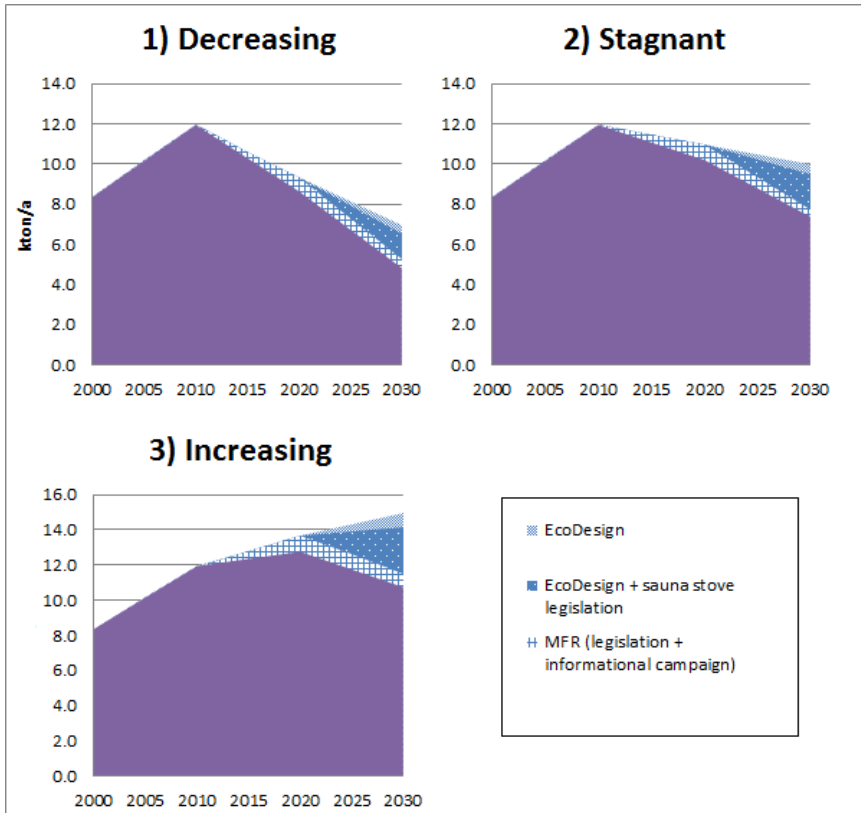 1) Decreasing
14.0
12.0
10.0
8.0
6.0
4.0
2.0
0.0
kton/a
2000 2005 2010 2015 2020 2025 2030
2) Stagnant
14.0
12.0
10.0
8.0
6.0
4.0
2.0
0.0
2000 2005 2010 2015 2020 2025 2030
3) Increasing
16.0
14.0
12.0
10.0
8.0
6.0
4.0
2.0
0.0
2000 2005 2010 2015 2020 2025 2030
EcoDesign
EcoDesign + sauna stove
legislation
MFR (legislation +
informational campaign)